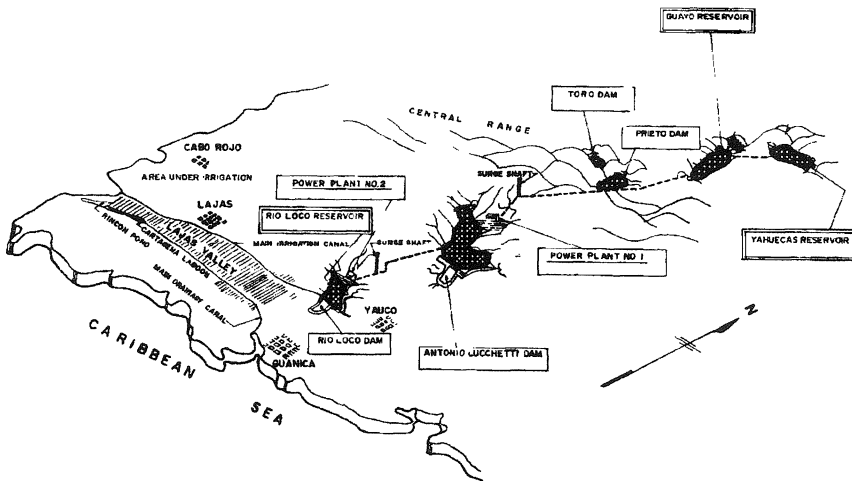 GUAYO RESERVOIR
TORO DAM
CENTRAL RANGE
PRIETO DAM
CABO ROJO
SURGE SHAFT
AREA UNDER IRRIGATION
POWER PLANT NO.2
LAJAS
RIO LOCO RESERVOIR
LAJAS VALLEY
MAIN IRRIGATION CANAL
SURGE SHAFT
YAHUECAS RESERVOIR
CARTAGENA LAGOON
RINCON POND
POWER PLANT NO 1
MAIN DRAINAGE CANAL
YAUCO
N
RIO LOCO DAM
ANTONIO LUCCHETTI DAM
GUANICA
CARIBBEAN
SEA